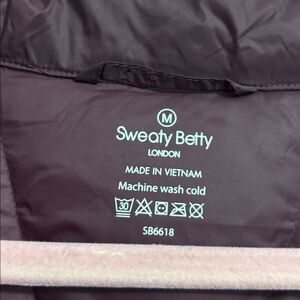 M
Sweaty Betty
LONDON
MADE IN VIETNAM
Machine wash cold
30
SB6618